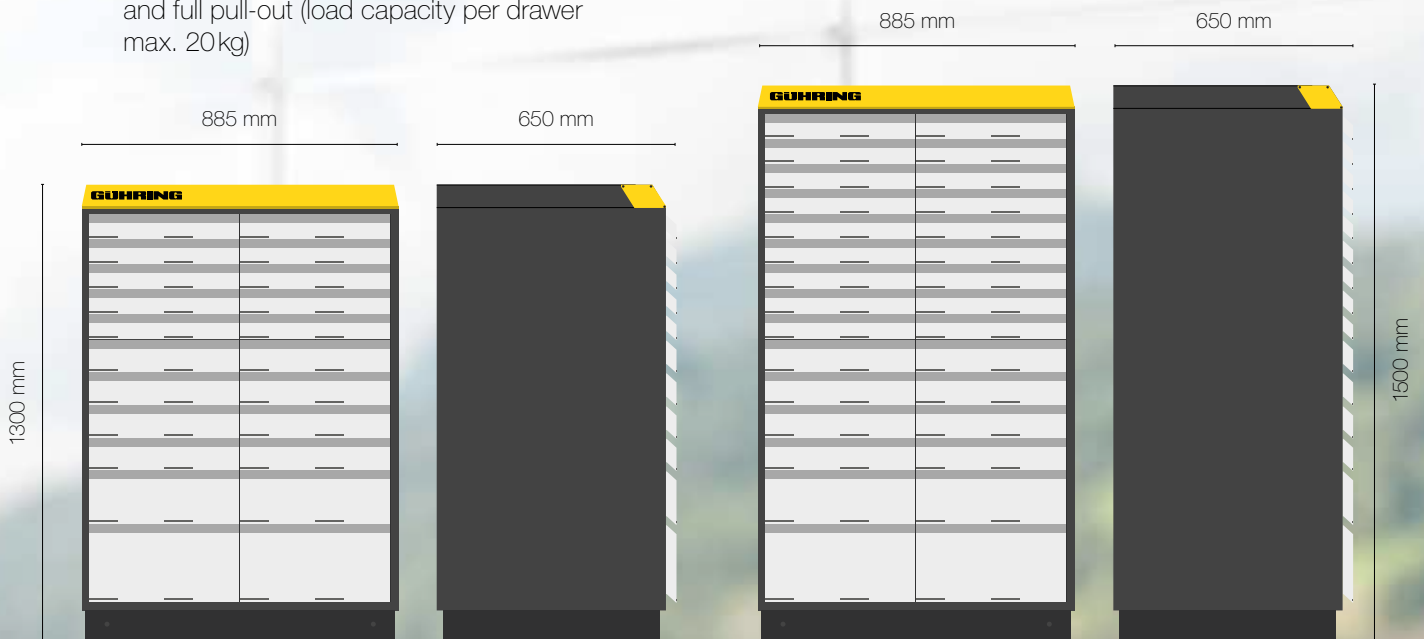 and full pull-out (load capacity per drawer
max. 20 kg)
885 mm
650 mm
885 mm
650 mm
GÜHRING
GÜHRING
1300 mm
1500 mm